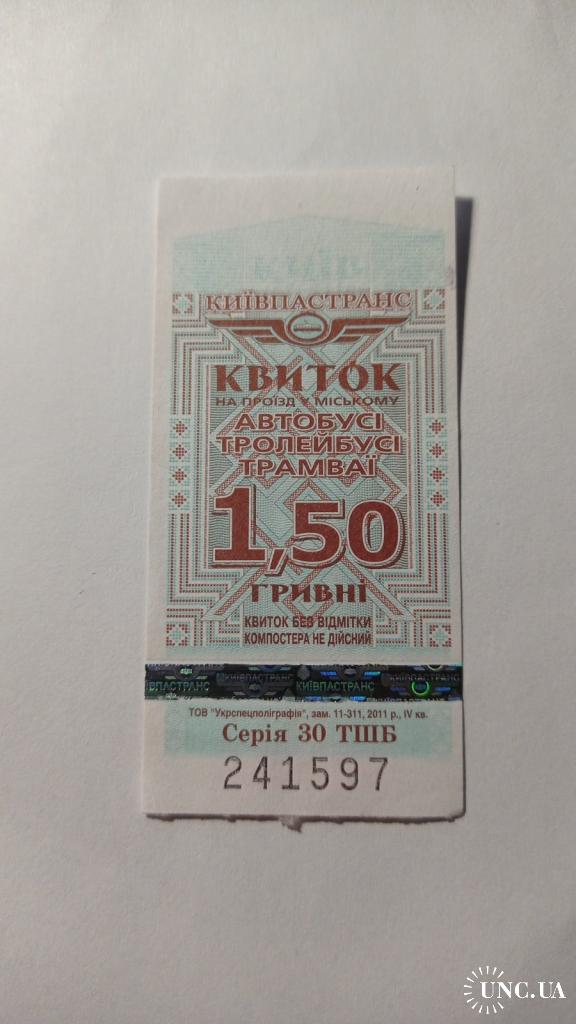 КИЇВПАСТРАНС
КВИТОК
НА ПРОЇЗД У МІСЬКОМУ
АВТОБУСІ
ТРОЛЕЙБУСІ
ТРАМВАЇ
1,50
ГРИВНІ
КВИТОК БЕЗ ВІДМІТКИ
КОМПОСТЕРА НЕ ДІЙСНИЙ
ВПАСТРАНС КИЇВПАСТРАНС
ТОВ "Укрспецполіграфія", зам. 11-311, 2011 р., IV кв.
Серія 30 ТШБ
241597
UNC.UA